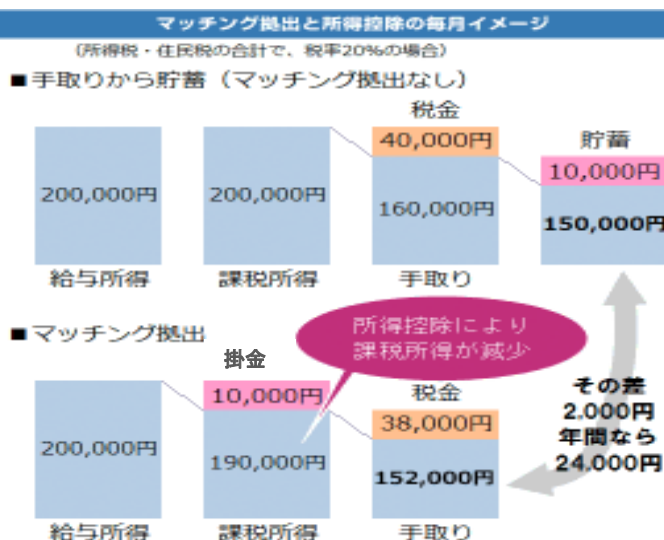 マッチング拠出と所得控除の毎月イメージ
(所得税・住民税の合計で、税率20%の場合)
■手取りから貯蓄（マッチング拠出なし）
税金
40,000円
貯蓄
10,000円
200,000円
200,000円
160,000円
150,000円
給与所得
課税所得
手取り
所得控除により
課税所得が減少
■マッチング拠出
掛金
10,000円
税金
38,000円
その差
2.000円
年間なら
24.000円
200,000円
190,000円
152,000円
給与所得
課税所得
手取り